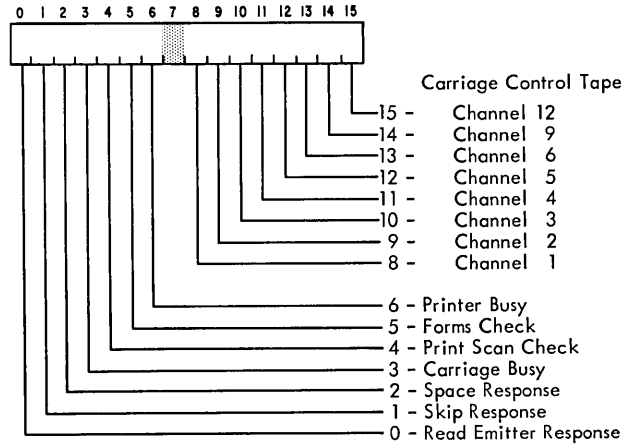 0 1 2 3 4 5 6 7 8 9 10 11 12 13 14 15
Carriage Control Tape
15 - Channel 12
14 - Channel 9
13 - Channel 6
12 - Channel 5
11 - Channel 4
10 - Channel 3
9 - Channel 2
8 - Channel 1
6 - Printer Busy
5 - Forms Check
4 - Print Scan Check
3 - Carriage Busy
2 - Space Response
1 - Skip Response
0 - Read Emitter Response